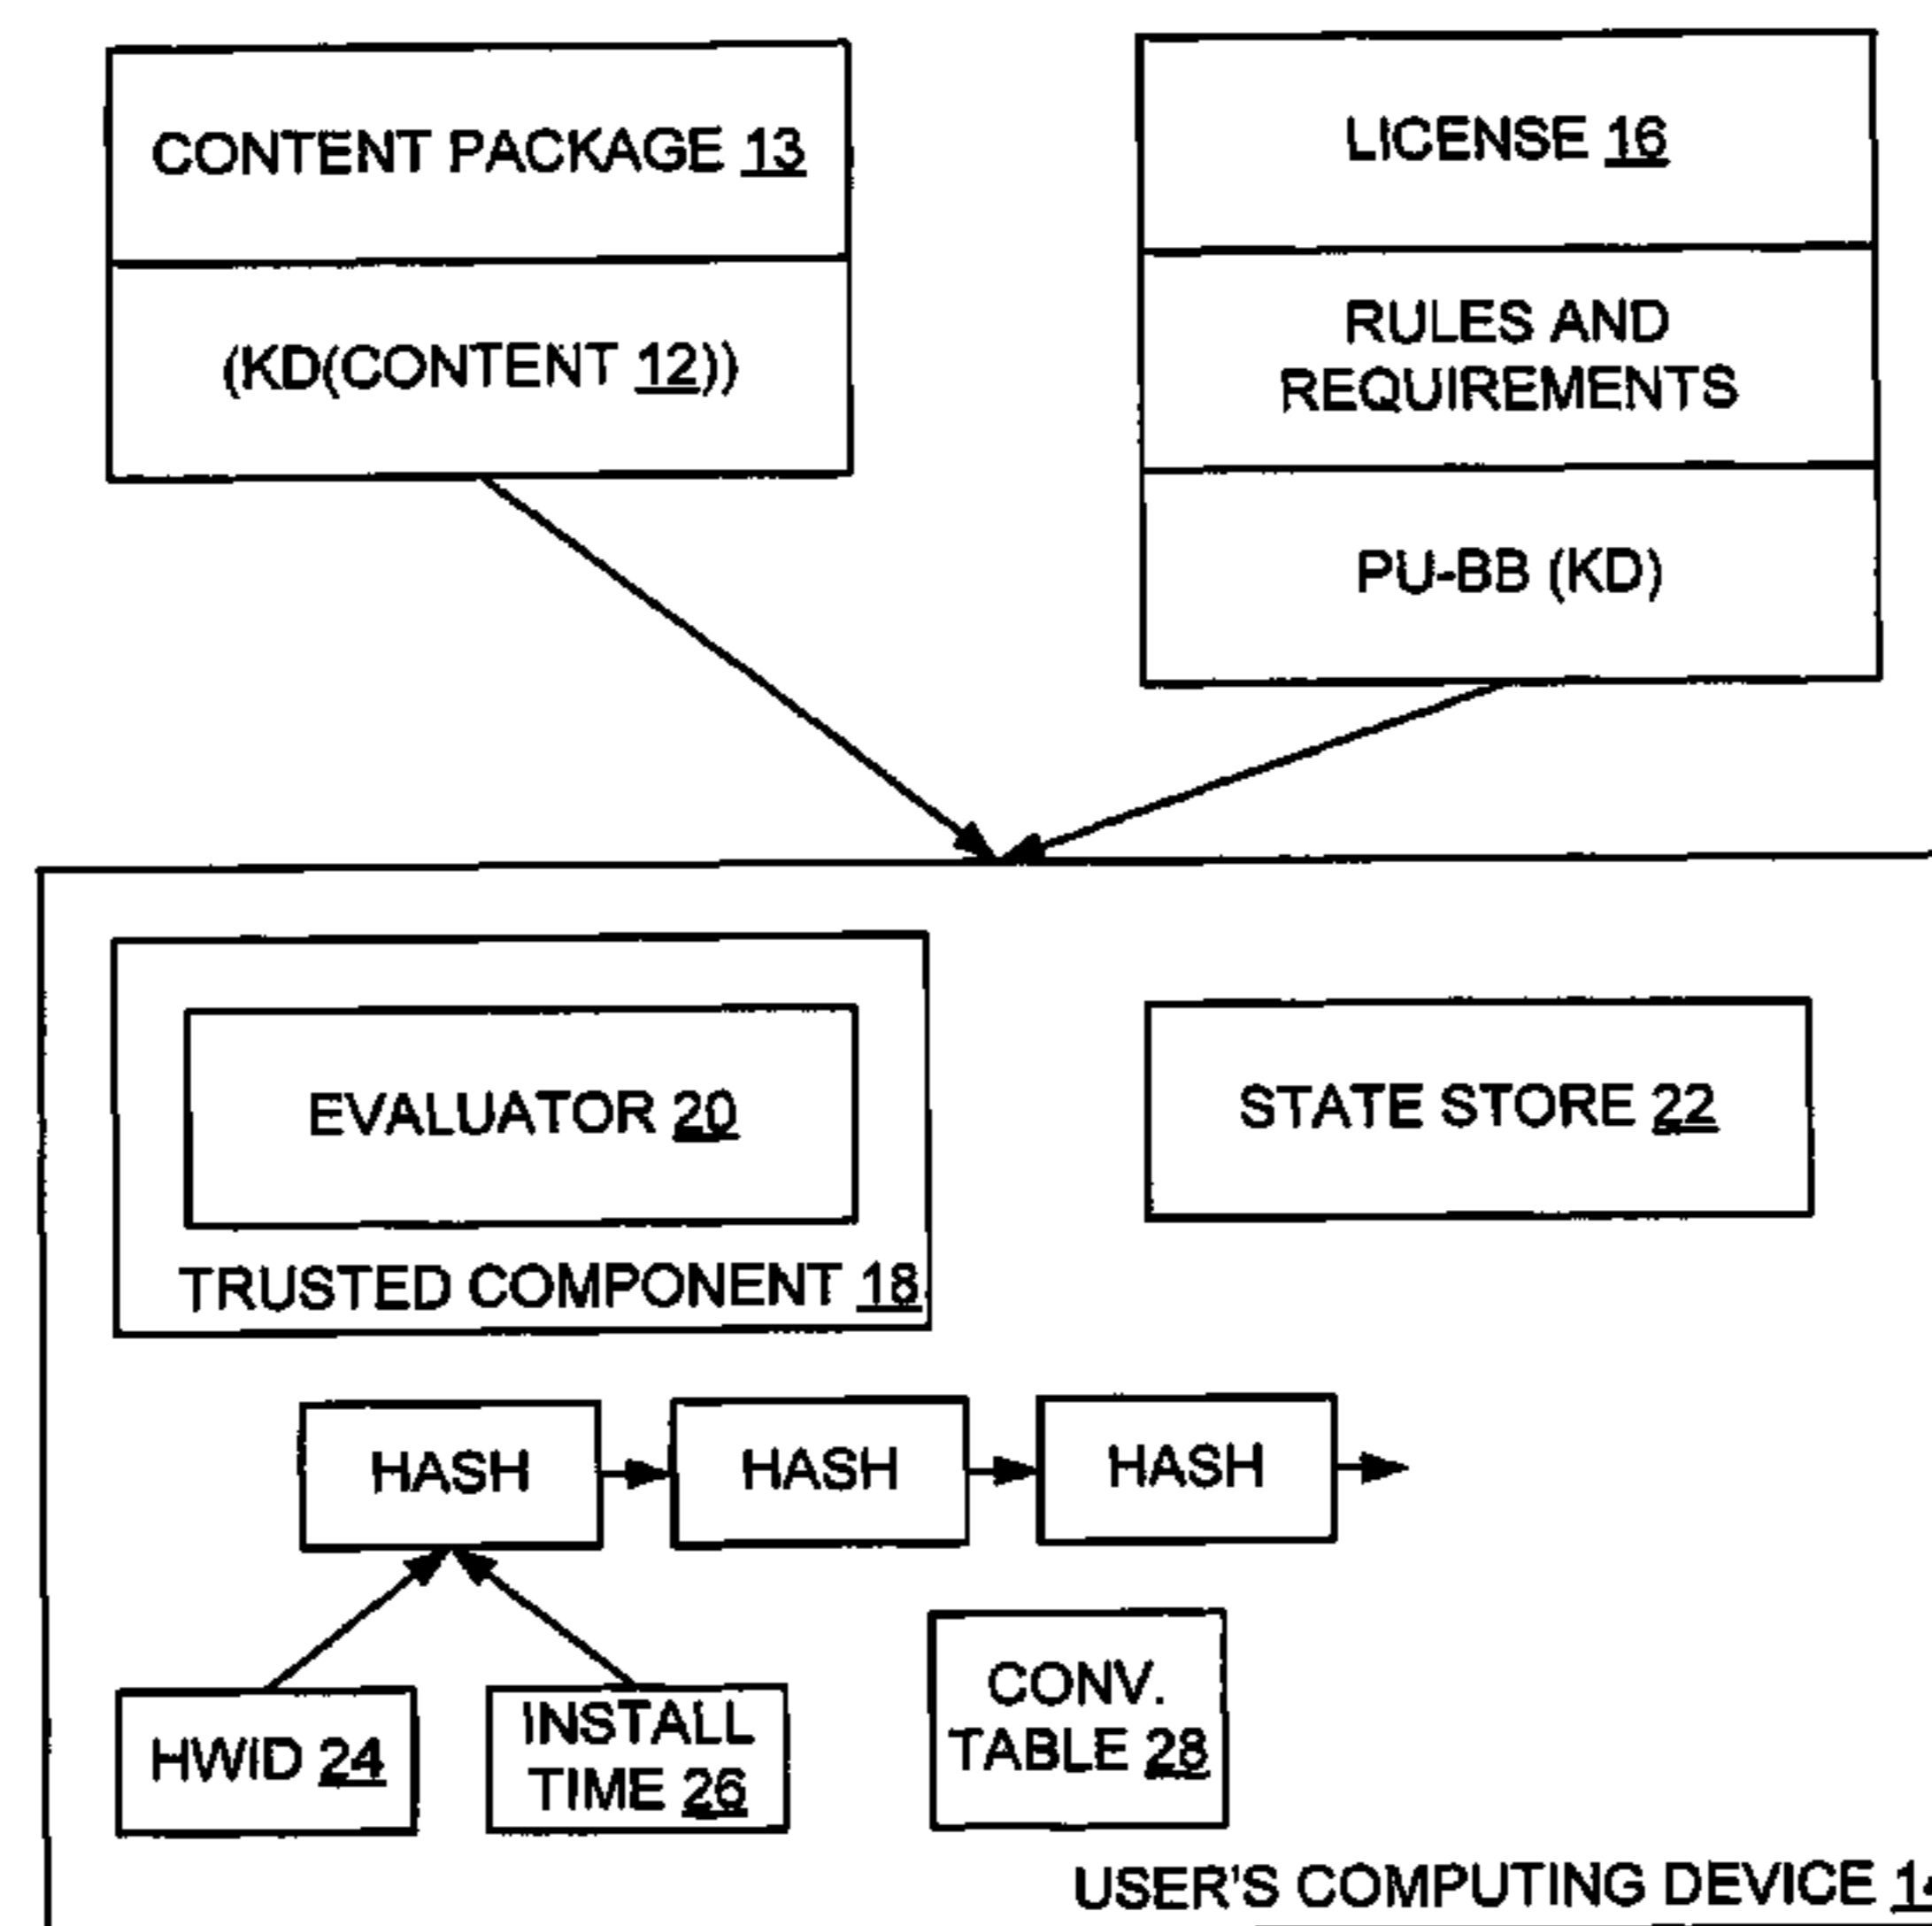 CONTENT PACKAGE 13
(KD(CONTENT 12))
LICENSE 16
RULES AND
REQUIREMENTS
PU-BB (KD)
EVALUATOR 20
TRUSTED COMPONENT 18
STATE STORE 22
HASH
HASH
HASH
HWID 24
INSTALL
TIME 26
CONV.
TABLE 28
USER'S COMPUTING DEVICE